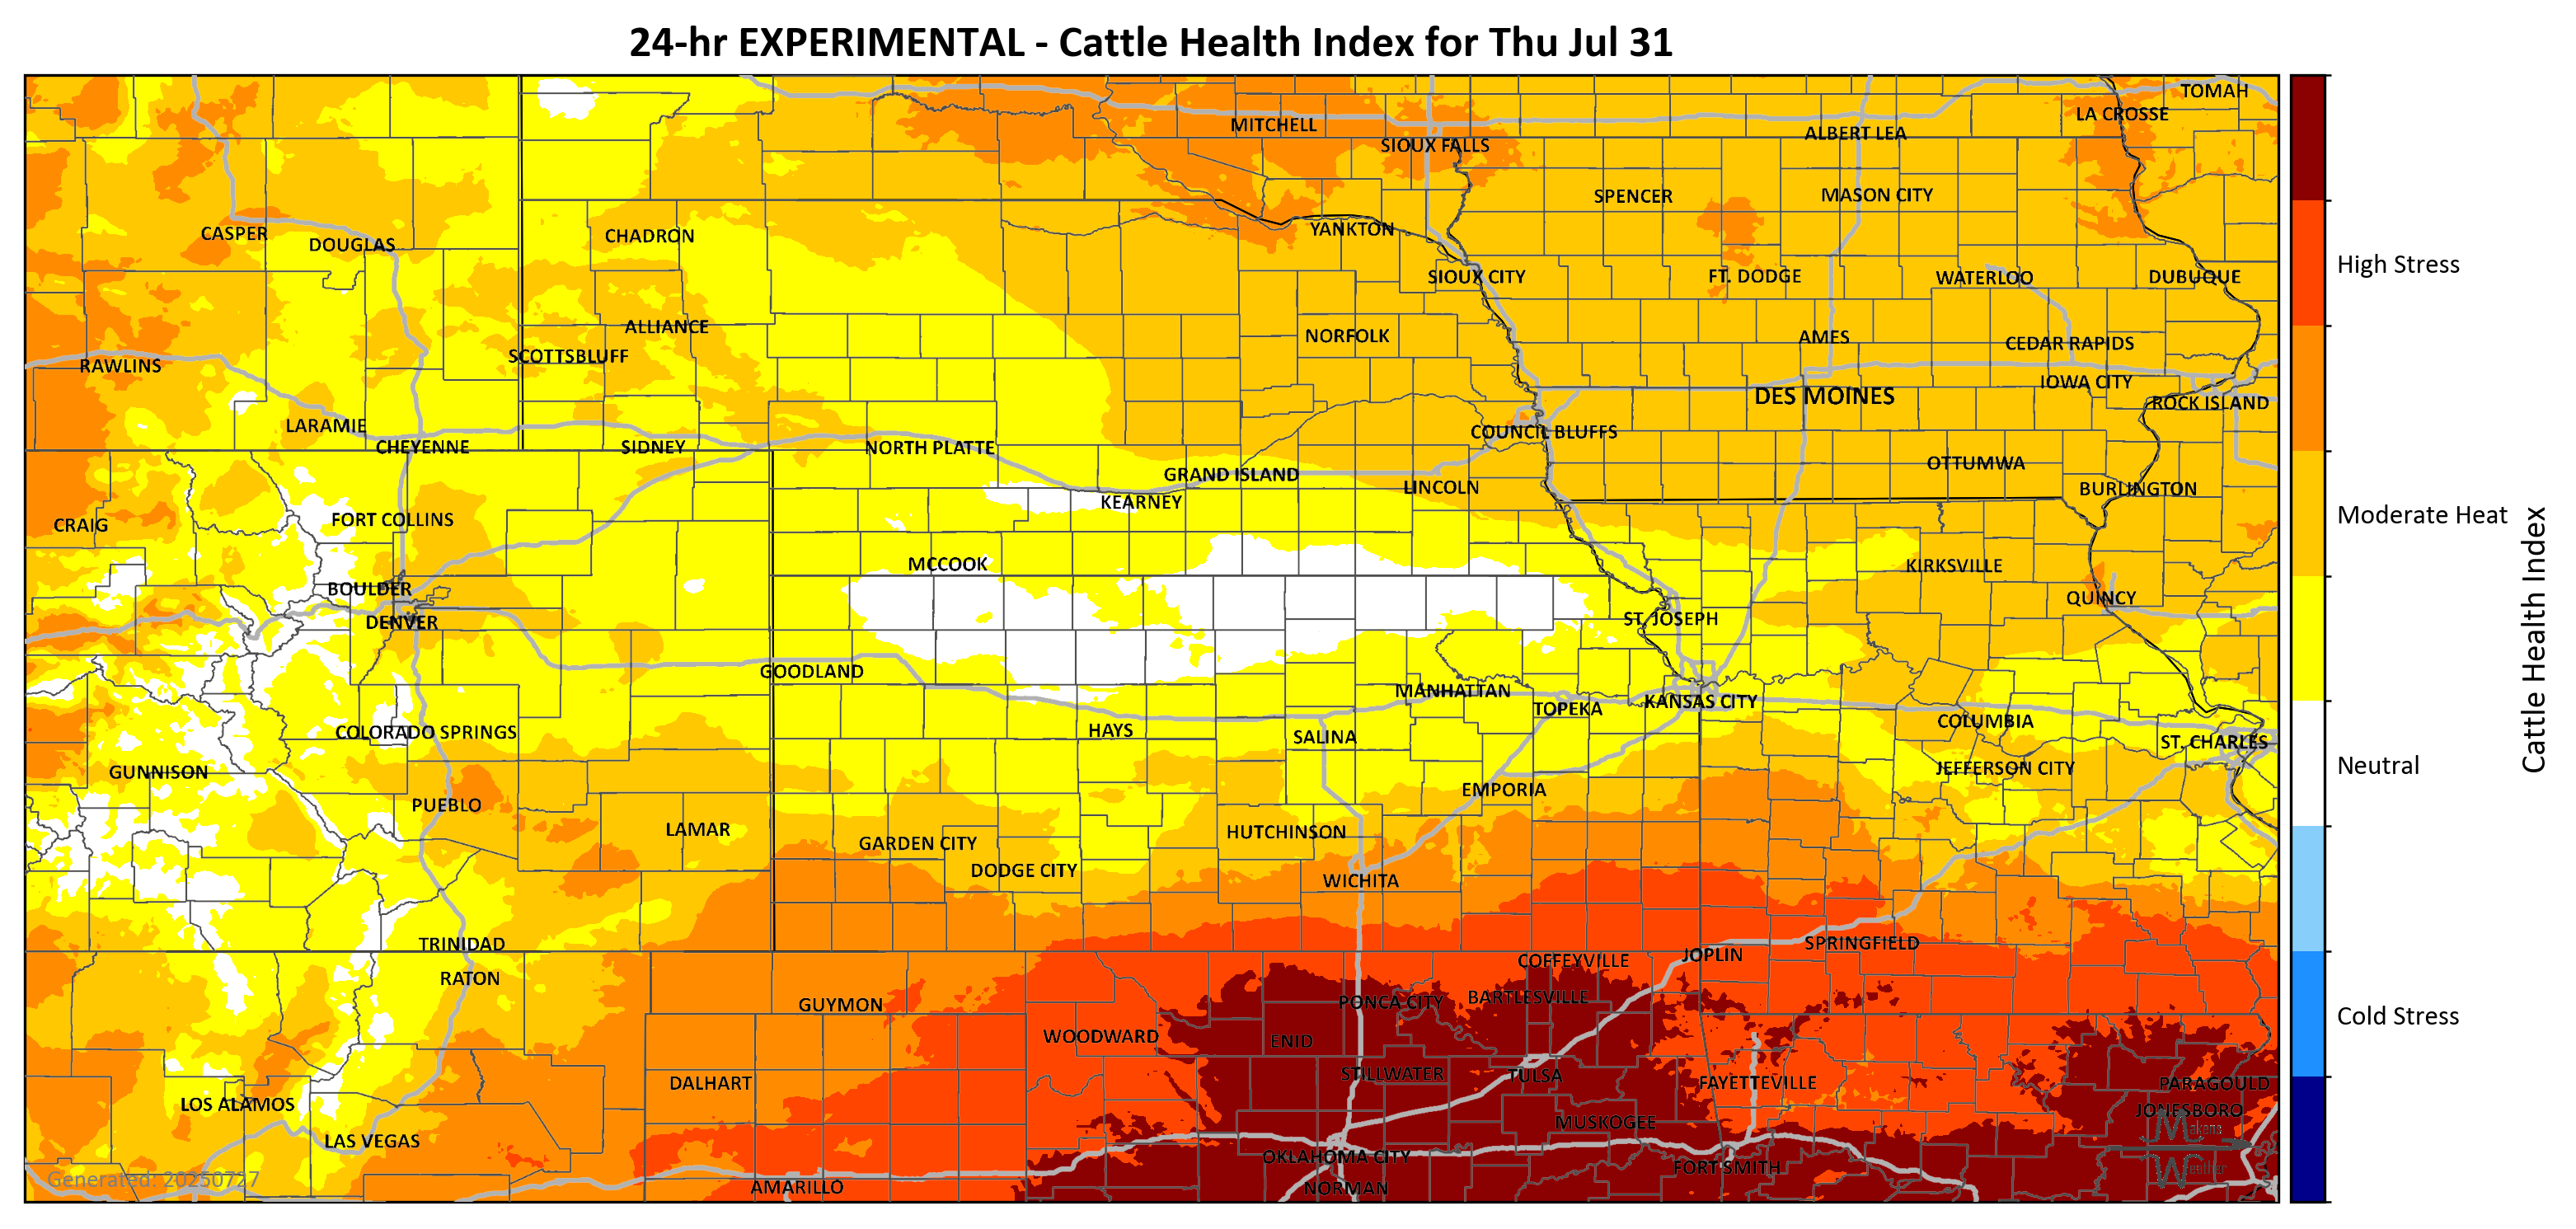 24-hr EXPERIMENTAL - Cattle Health Index for Thu Jul 31
TOMAH
LA CROSSE
MITCHELL
ALBERT LEA
SIOUX FALLS
SPENCER
MASON CITY
CASPER
DOUGLAS
CHADRON
YANKTON
SIOUX CITY
FT. DODGE
WATERLOO
DUBUQUE
High Stress
ALLIANCE
NORFOLK
AMES
CEDAR RAPIDS
SCOTTSBLUFF
RAWLINS
IOWA CITY
DES MOINES
ROCK ISLAND
LARAMIE
COUNCIL BLUFFS
CHEYENNE
SIDNEY
NORTH PLATTE
OTTUMWA
GRAND ISLAND
LINCOLN
BURLINGTON
KEARNEY
Moderate Heat
CRAIG
FORT COLLINS
MCCOOK
KIRKSVILLE
BOULDER
QUINCY
DENVER
ST. JOSEPH
Cattle Health Index
GOODLAND
MANHATTAN
KANSAS CITY
TOPEKA
COLORADO SPRINGS
HAYS
SALINA
COLUMBIA
ST. CHARLES
GUNNISON
JEFFERSON CITY
Neutral
EMPORIA
PUEBLO
LAMAR
GARDEN CITY
HUTCHINSON
DODGE CITY
WICHITA
TRINIDAD
SPRINGFIELD
JOPLIN
COFFEYVILLE
RATON
GUYMON
PONCA CITY
BARTLESVILLE
Cold Stress
WOODWARD
ENID
STILLWATER
TULSA
DALHART
FAYETTEVILLE
PARAGOULD
LOS ALAMOS
JONESBORO
MUSKOGEE
Makens
LAS VEGAS
OKLAHOMA CITY
FORT SMITH
Weather
Generated: 20250727
AMARILLO
NORMAN